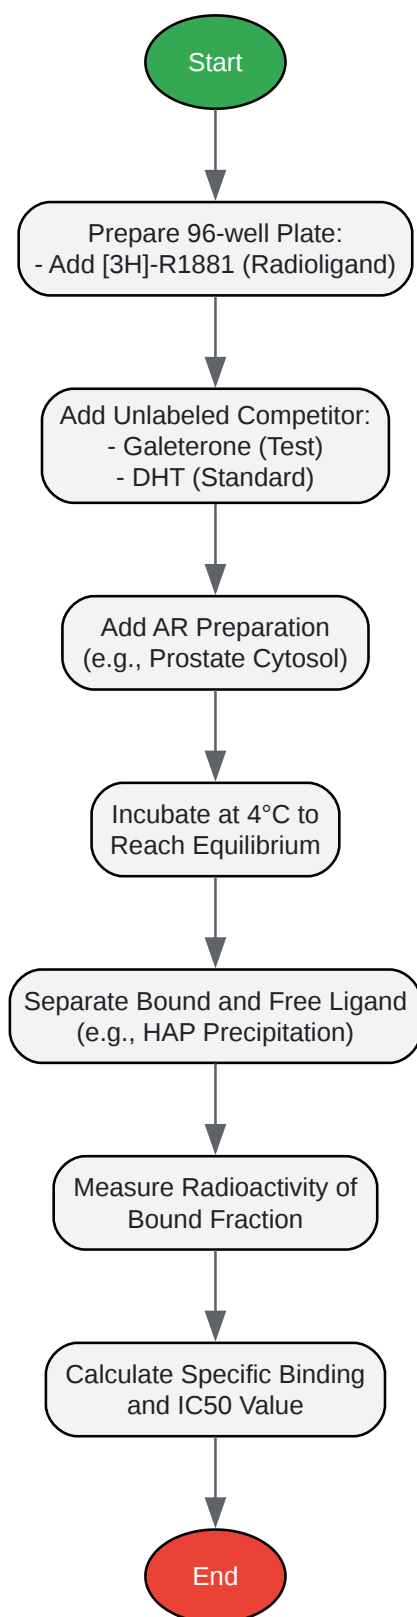 Start
Prepare 96-well Plate:
- Add [3H]-R1881 (Radioligand)
Add Unlabeled Competitor:
- Galeterone (Test)
- DHT (Standard)
Add AR Preparation
(e.g., Prostate Cytosol)
Incubate at 4°C to
Reach Equilibrium
Separate Bound and Free Ligand
(e.g., HAP Precipitation)
Measure Radioactivity of
Bound Fraction
Calculate Specific Binding
and IC50 Value
End